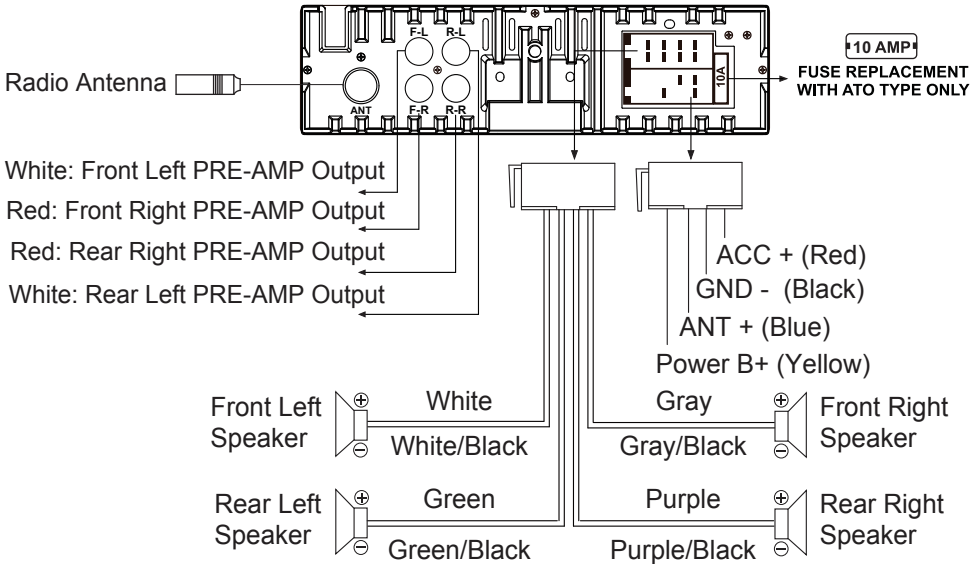 F-L R-L
10 AMP
FUSE REPLACEMENT
WITH ATO TYPE ONLY
10A
Radio Antenna
ANT
F-R R-R
White: Front Left PRE-AMP Output
Red: Front Right PRE-AMP Output
Red: Rear Right PRE-AMP Output
White: Rear Left PRE-AMP Output
ACC + (Red)
GND - (Black)
ANT + (Blue)
Power B+ (Yellow)
Front Left
Speaker
White
White/Black
Gray
Gray/Black
Front Right
Speaker
Rear Left
Speaker
Green
Green/Black
Purple
Purple/Black
Rear Right
Speaker